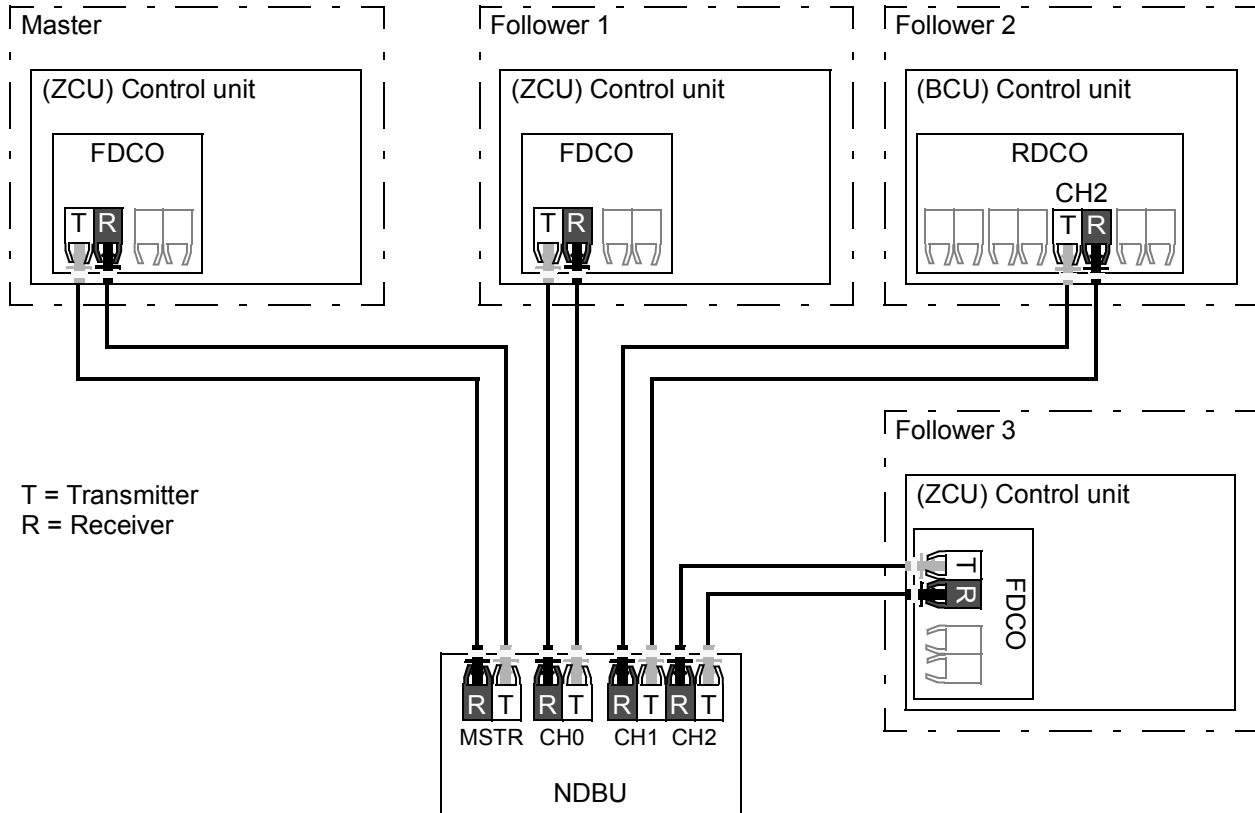 Master
(ZCU) Control unit
FDCO
T R
Follower 1
(ZCU) Control unit
FDCO
T R
Follower 2
(BCU) Control unit
RDCO
CH2
T R
T = Transmitter
R = Receiver
Follower 3
(ZCU) Control unit
T
R
FDCO
R T R T R T R T
MSTR CH0 CH1 CH2
NDBU